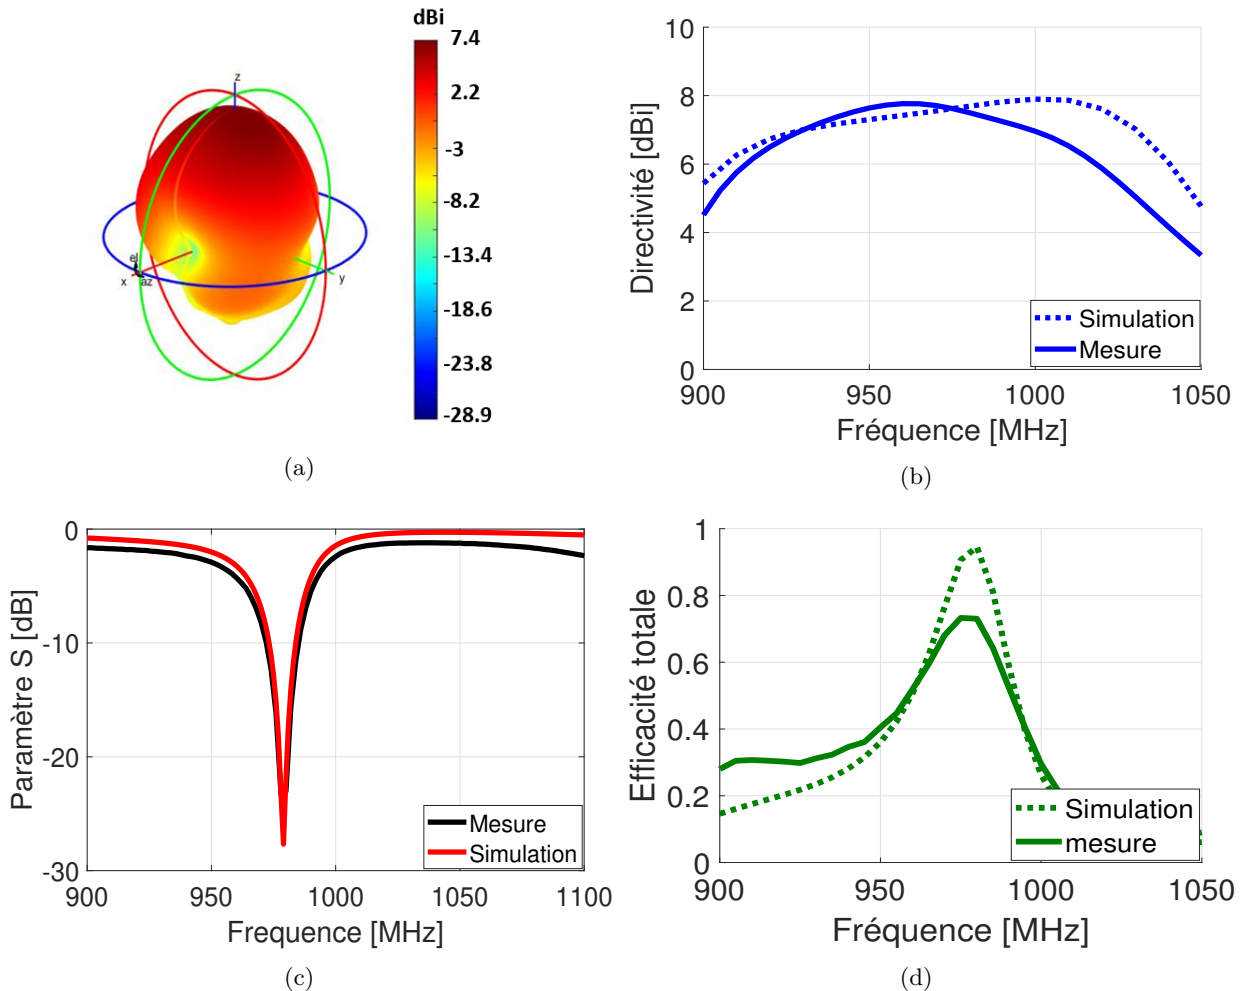 dBi
7.4
2.2
-3
-8.2
-13.4
-18.6
-23.8
-28.9
z
el
x
az
y
(a)
10
8
6
4
2
0
900
950
1000
1050
Directivité [dBi]
Fréquence [MHz]
Simulation
Mesure
(b)
0
-10
-20
-30
900
950
1000
1050
1100
Paramètre S [dB]
Frequence [MHz]
Mesure
Simulation
(c)
1
0.8
0.6
0.4
0.2
0
900
950
1000
1050
Efficacité totale
Fréquence [MHz]
Simulation
mesure
(d)